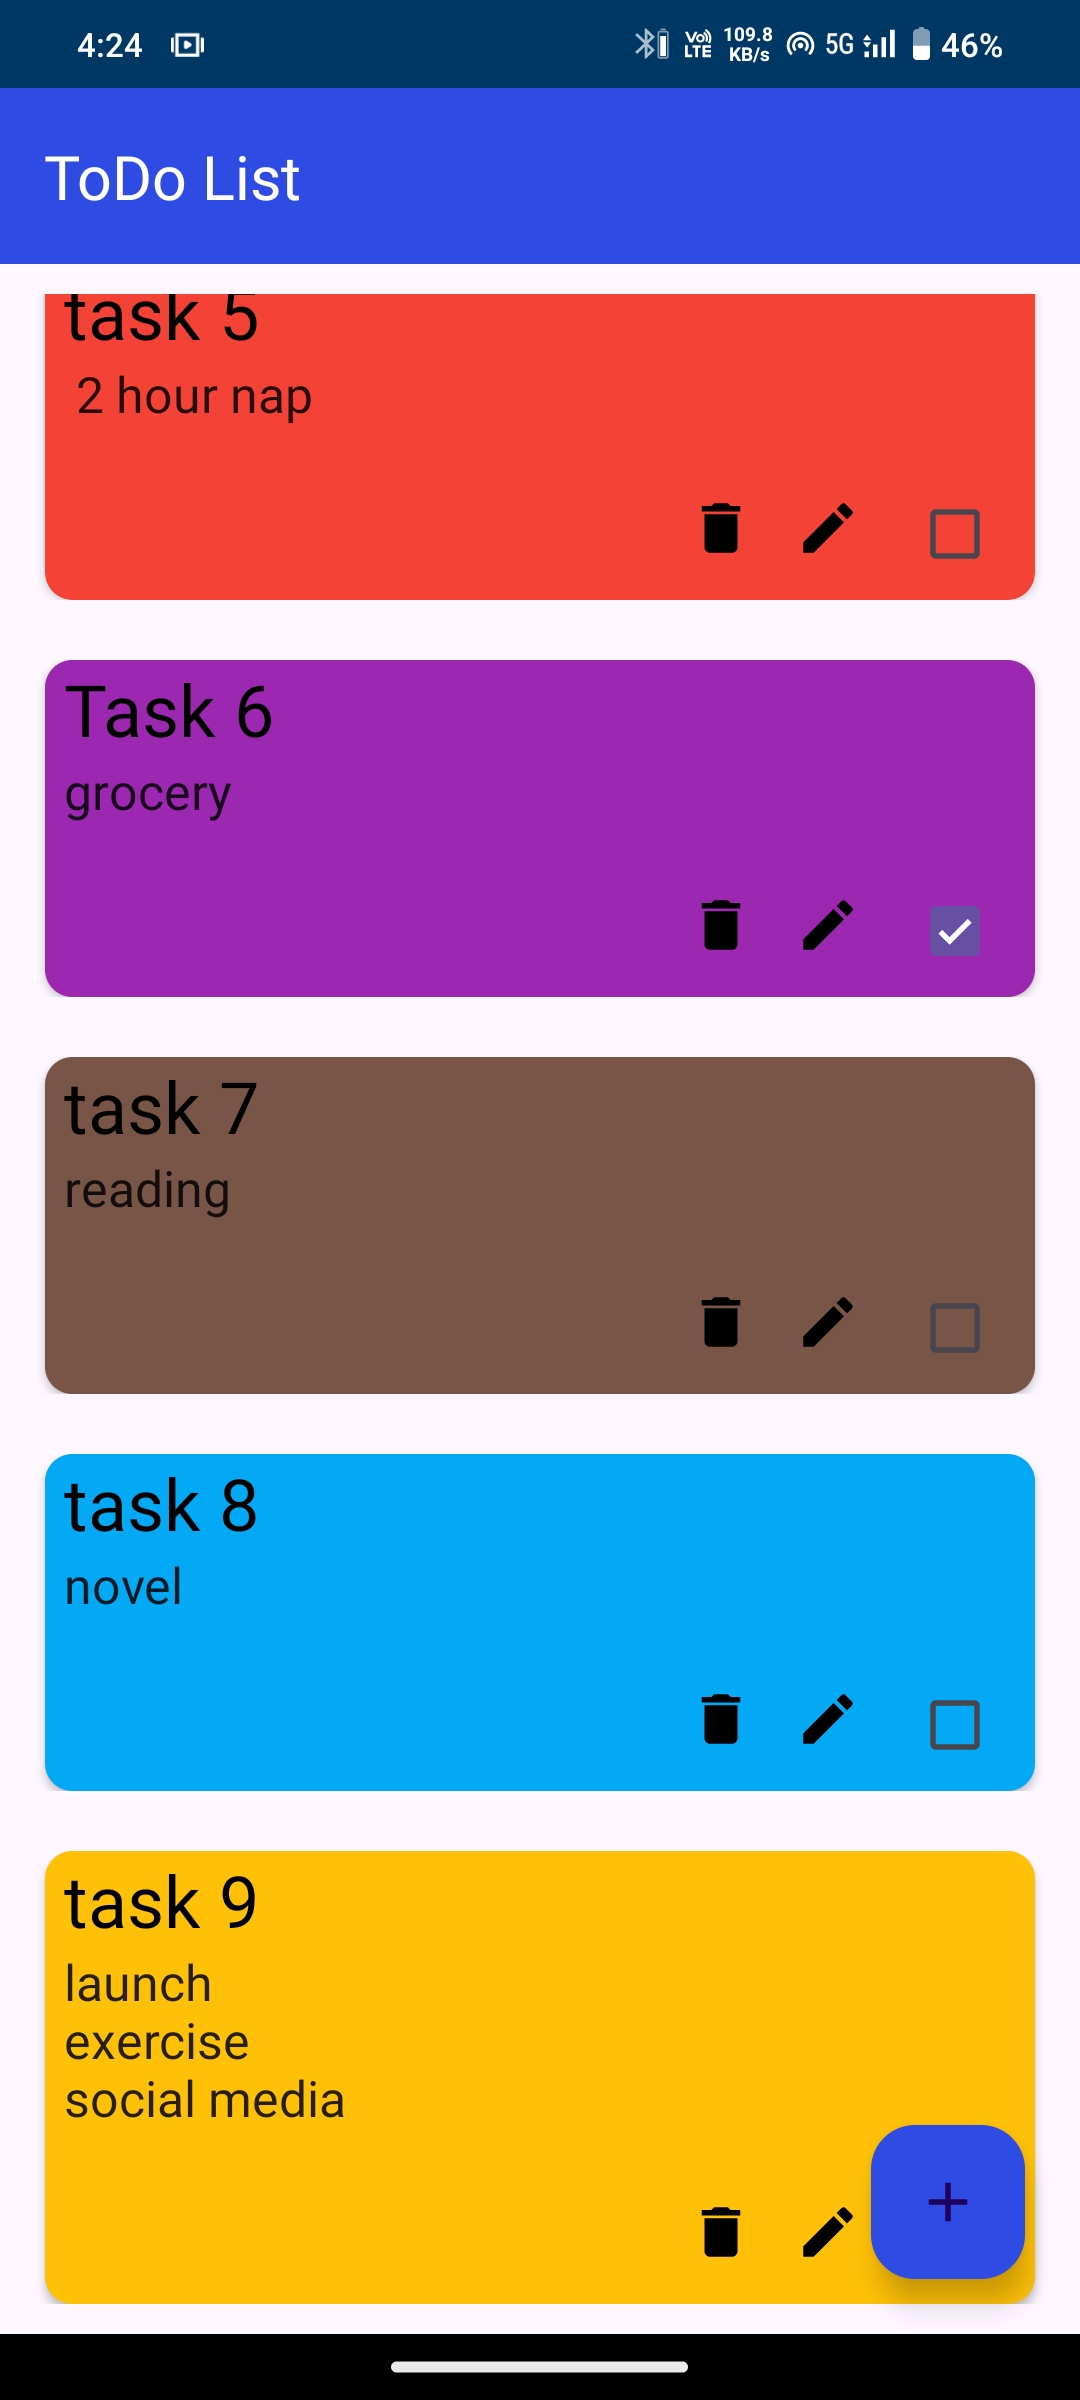 4:24
Vo)) LTE
109.8 KB/s
5G
46%
ToDo List
task 5
2 hour nap
Task 6
grocery
task 7
reading
task 8
novel
task 9
launch
exercise
social media